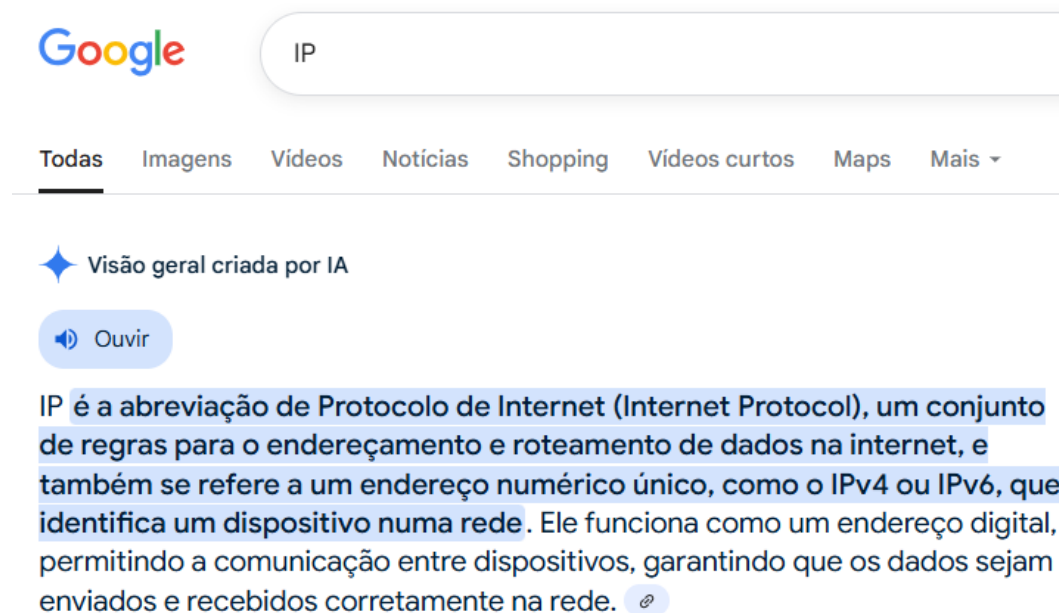 Google
IP
Todas Imagens Vídeos Notícias Shopping Vídeos curtos Maps Mais
Visão geral criada por IA
Ouvir
IP é a abreviação de Protocolo de Internet (Internet Protocol), um conjunto
de regras para o endereçamento e roteamento de dados na internet, e
também se refere a um endereço numérico único, como o IPv4 ou IPv6, que
identifica um dispositivo numa rede. Ele funciona como um endereço digital,
permitindo a comunicação entre dispositivos, garantindo que os dados sejam
enviados e recebidos corretamente na rede.